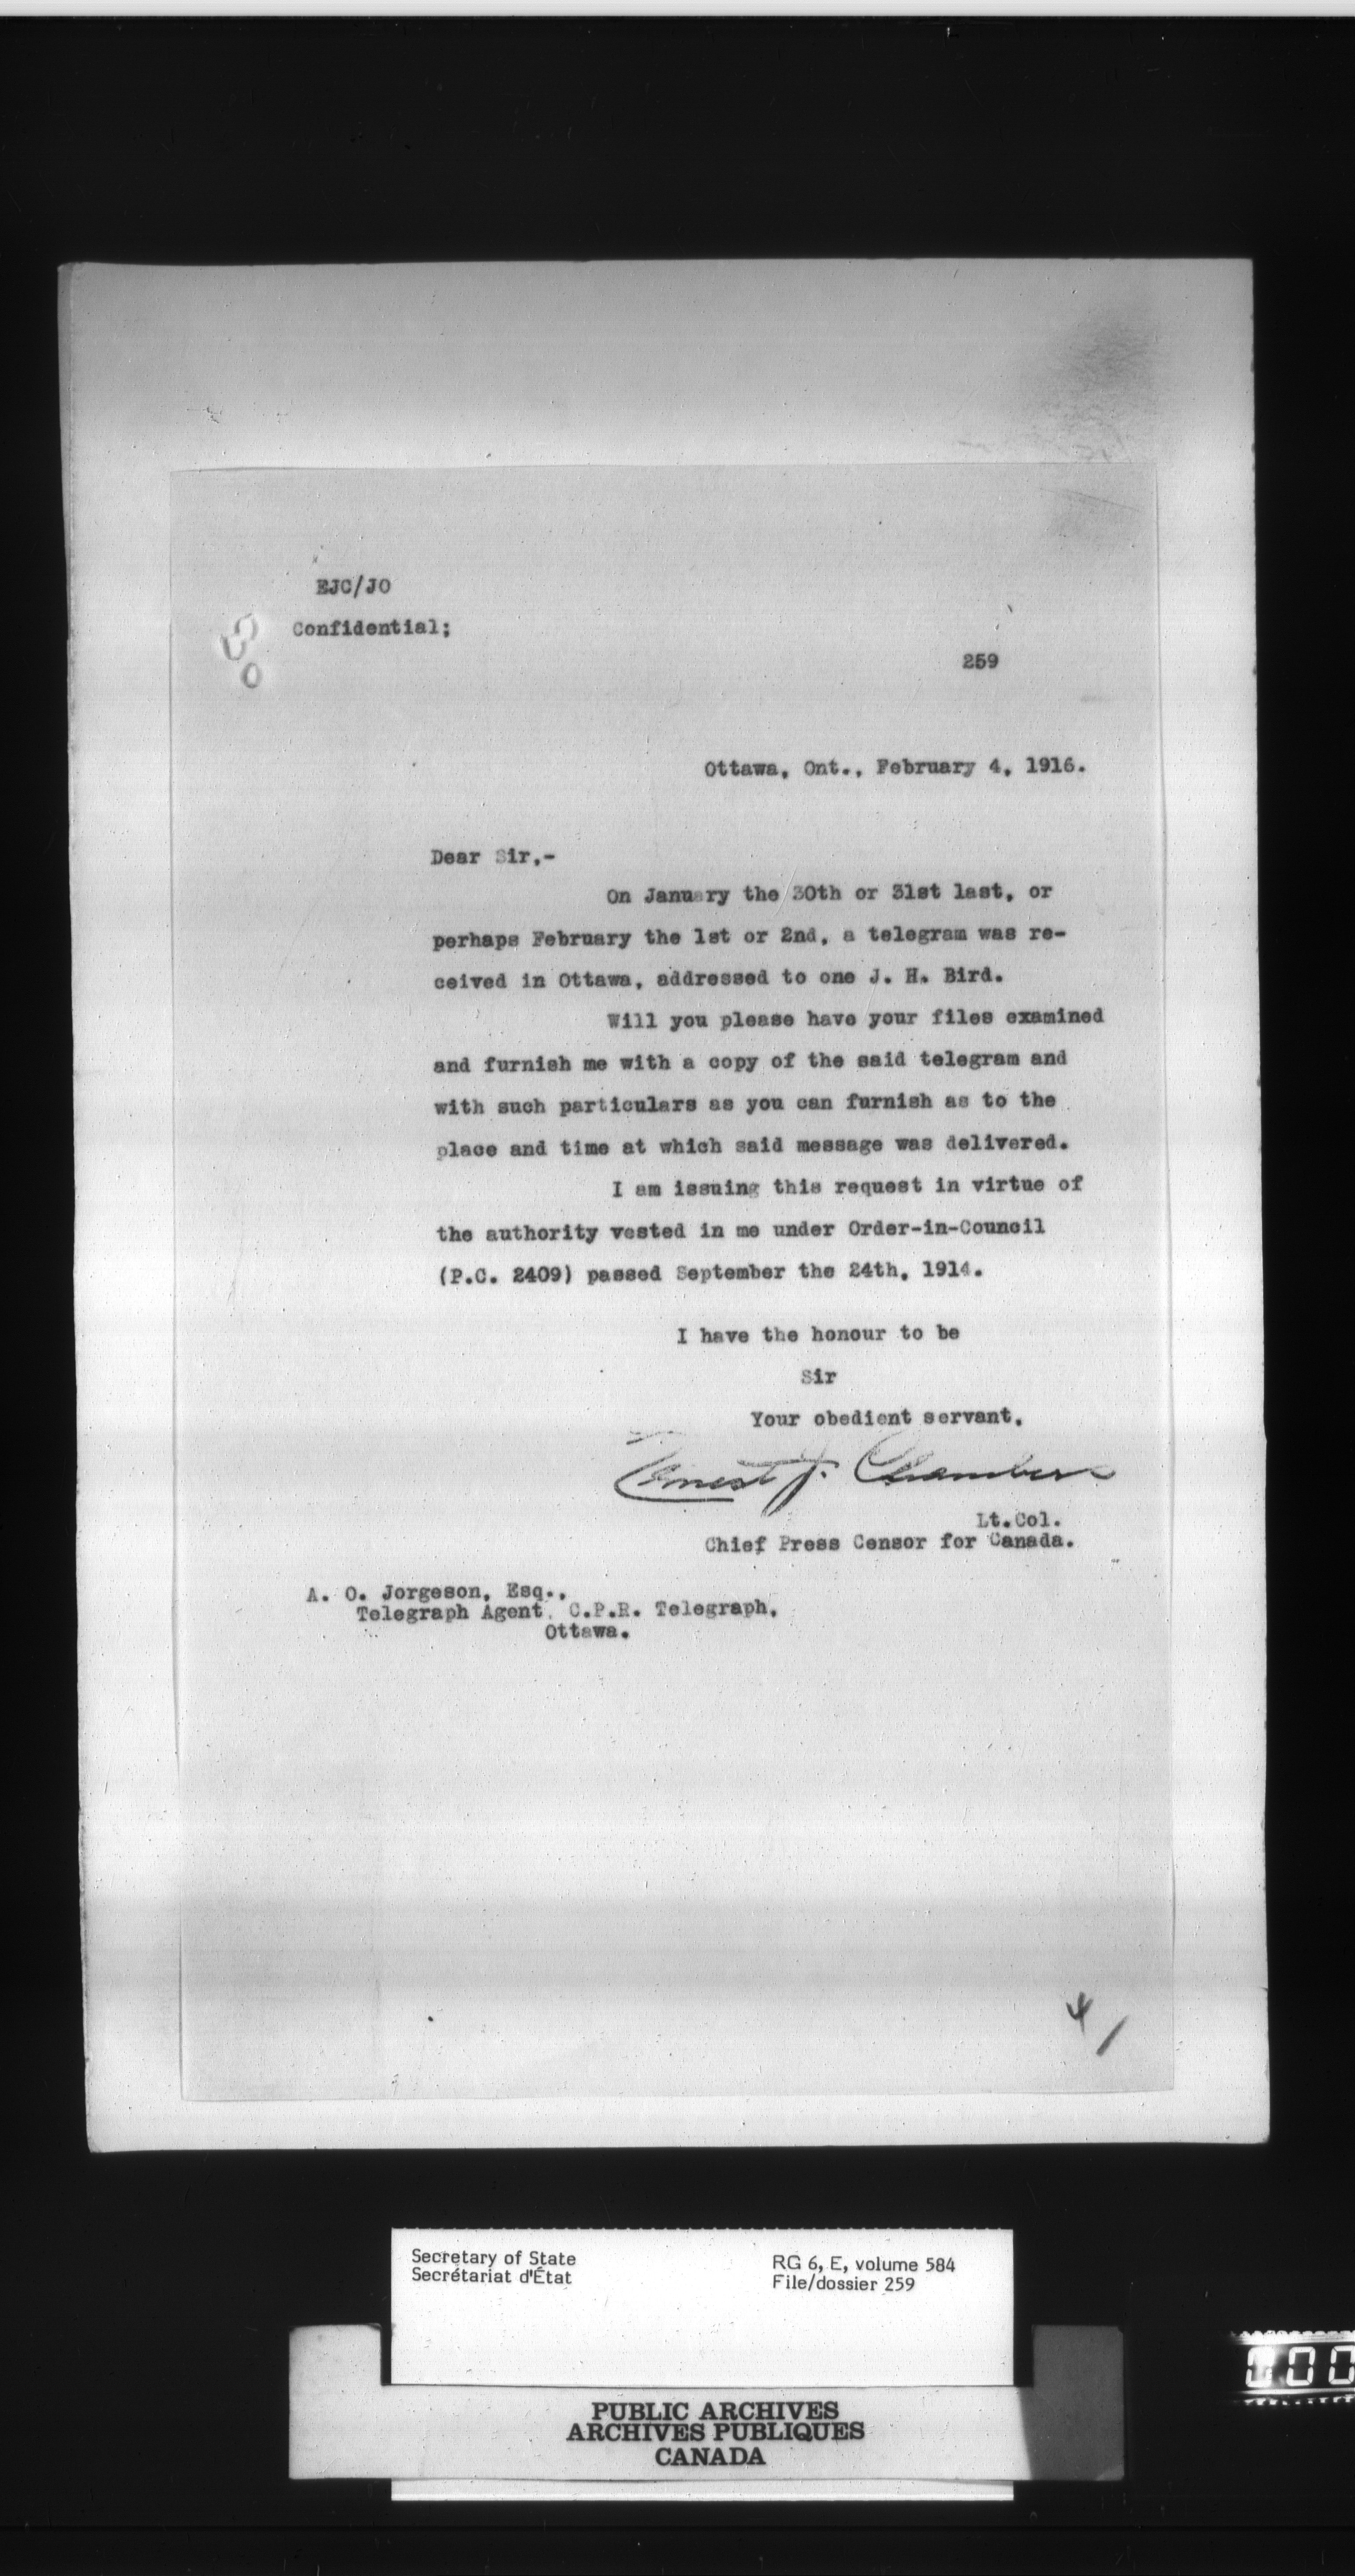 EJC/JO
Confidential;
259
Ottawa, Ont., February 4, 1916.
Dear Sir,-
On January the 30th or 31st last, or
perhaps February the 1st or 2nd, a telegram was re-
ceived in Ottawa, addressed to one J. H. Bird.
Will you please have your files examined
and furnish me with a copy of the said telegram and
with such particulars as you can furnish as to the
place and time at which said message was delivered.
I am issuing this request in virtue of
the authority vested in me under Order-in-Council
(P.C. 2409) passed September the 24th, 1914.
I have the honour to be
Sir
Your obedient servant,
Ernest J. Chambers
Lt.Col.
Chief Press Censor for Canada.
A. O. Jorgeson, Esq.,
Telegraph Agent, C.P.R. Telegraph,
Ottawa.
4/
Secretary of State
Secrétariat d'État
RG 6, E, volume 584
File/dossier 259
PUBLIC ARCHIVES
ARCHIVES PUBLIQUES
CANADA